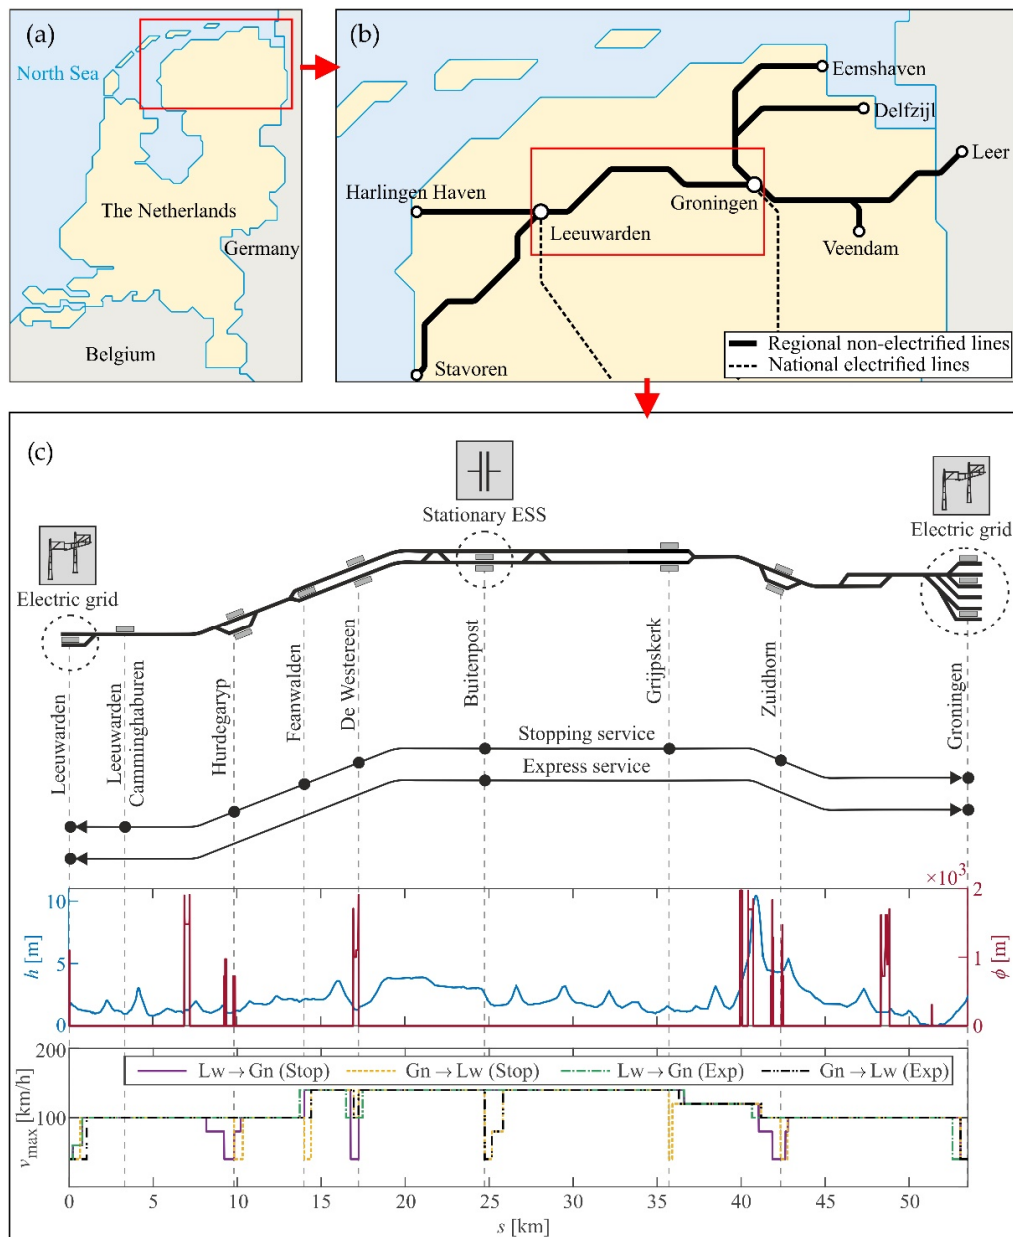 (a)
North Sea
The Netherlands
Germany
Belgium
(b)
Eemshaven
Delfzijl
Leer
Harlingen Haven
Groningen
Leeuwarden
Veendam
Stavoren
Regional non-electrified lines
National electrified lines
(c)
Stationary ESS
Electric grid
Electric grid
Leeuwarden
Leeuwarden
Camminghaburen
Hurdegaryp
Feanwalden
De Westereen
Buitenpost
Grijpskerk
Zuidhorn
Groningen
Stopping service
Express service
×10³
h [m]
10
5
0
2
1
0
ϕ [m]
200
100
v_max [km/h]
Lw→Gn (Stop)
Gn→Lw (Stop)
Lw→Gn (Exp)
Gn→Lw (Exp)
0 5 10 15 20 25 30 35 40 45 50
s [km]